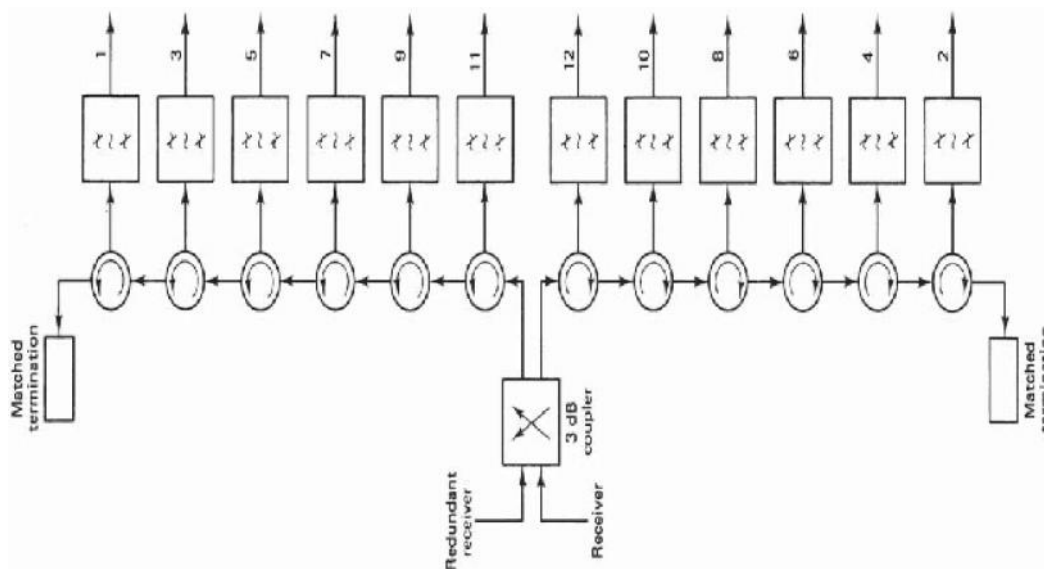 1
3
5
7
9
11
12
10
8
6
4
2
Matched
termination
3 dB
coupler
Matched
termination
Redundant
receiver
Receiver